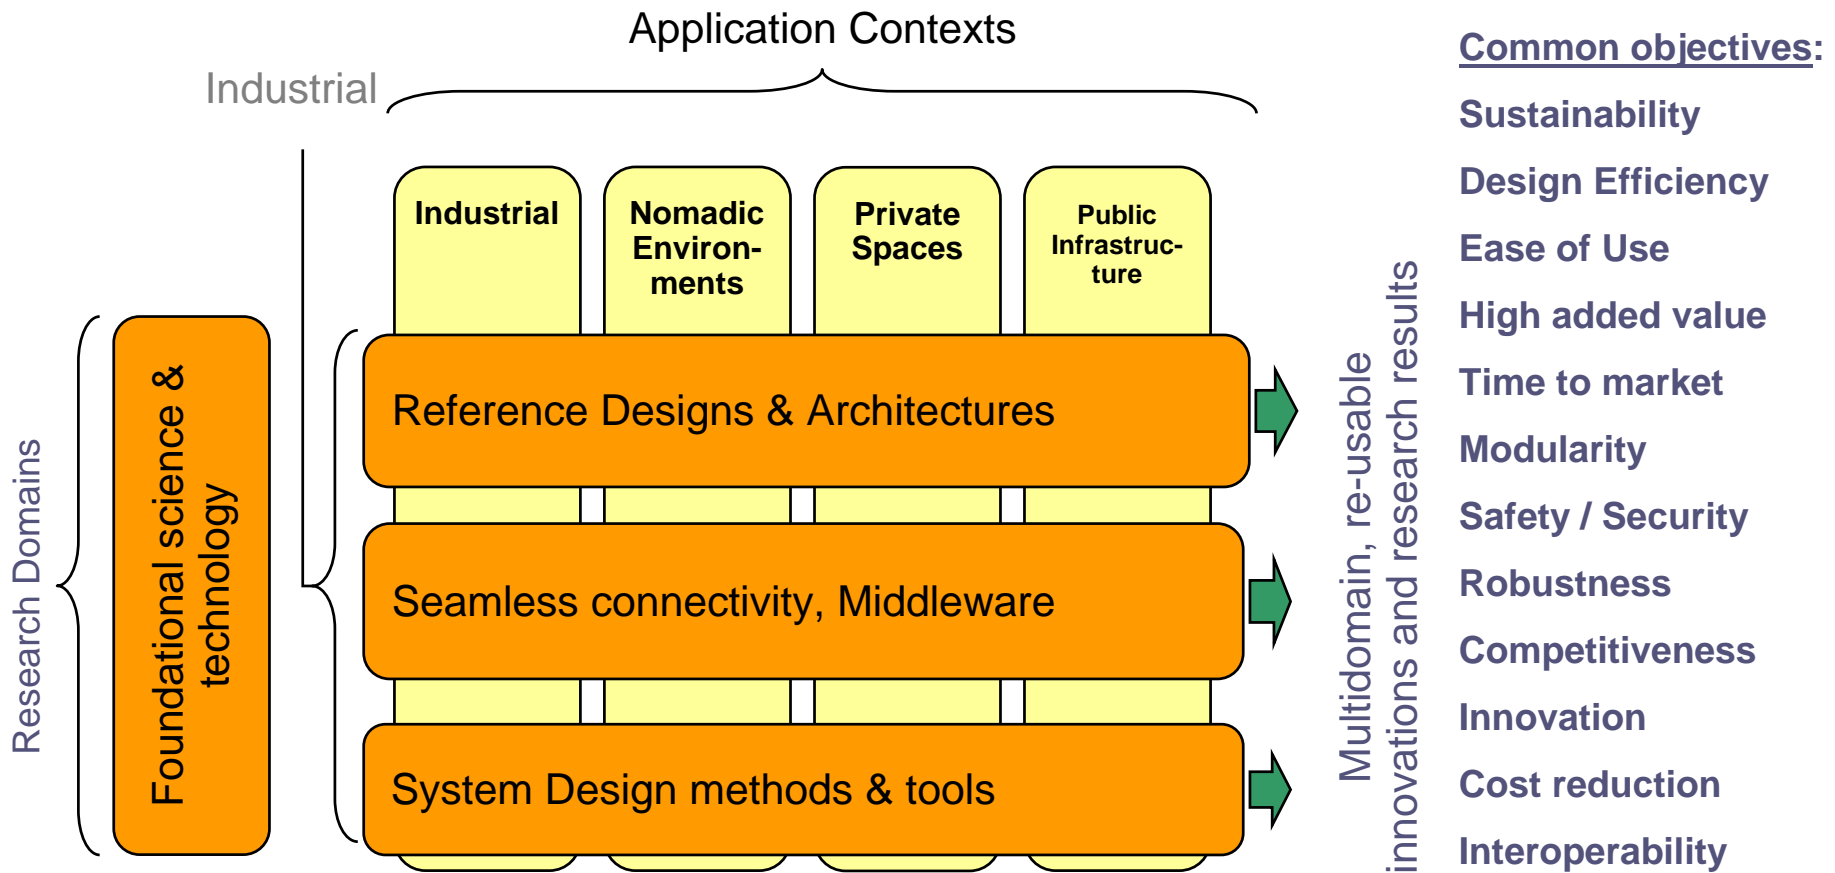 Application Contexts
Industrial
Industrial
Nomadic
Environ-
ments
Private
Spaces
Public
Infrastruc-
ture
Research Domains
Foundational science &
technology
Reference Designs & Architectures
Seamless connectivity, Middleware
System Design methods & tools
Multidomain, re-usable
innovations and research results
Common objectives:
Sustainability
Design Efficiency
Ease of Use
High added value
Time to market
Modularity
Safety / Security
Robustness
Competitiveness
Innovation
Cost reduction
Interoperability